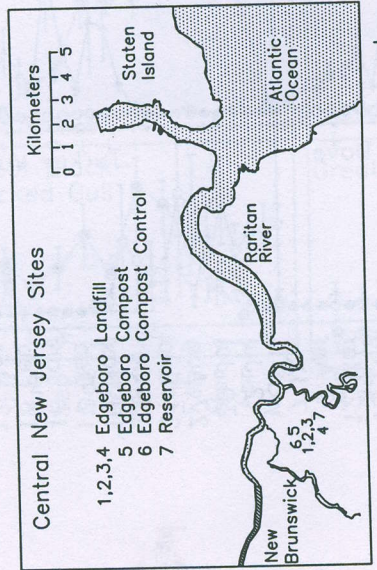 Central New Jersey Sites
1,2,3,4 Edgeboro Landfill
5 Edgeboro Compost
6 Edgeboro Compost Control
7 Reservoir
Kilometers
0 1 2 3 4 5
Staten
Island
Atlantic
Ocean
Raritan
River
New
Brunswick
6,5
1,2,3
4 7